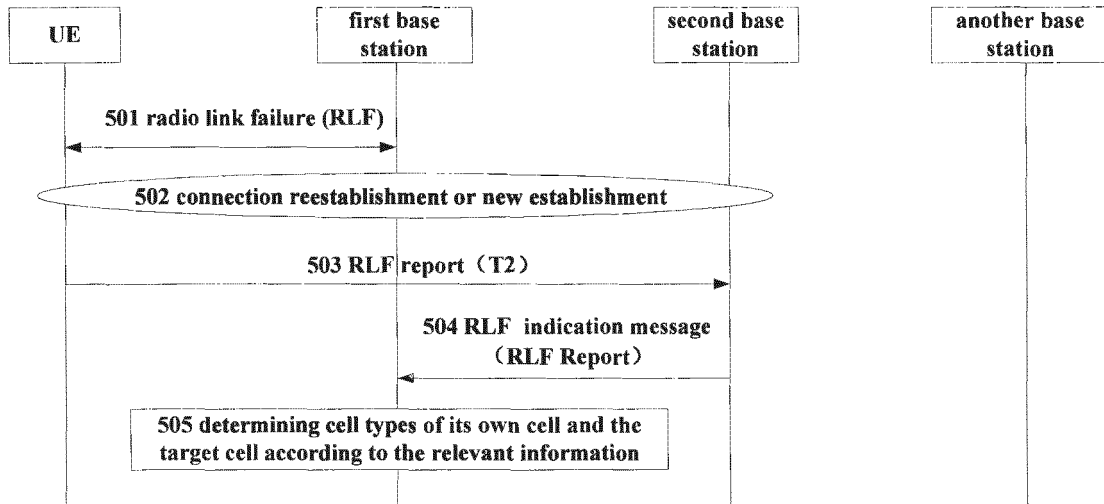 UE
first base
station
second base
station
another base
station
501 radio link failure (RLF)
502 connection reestablishment or new establishment
503 RLF report（T2）
504 RLF indication message
（RLF Report）
505 determining cell types of its own cell and the
target cell according to the relevant information